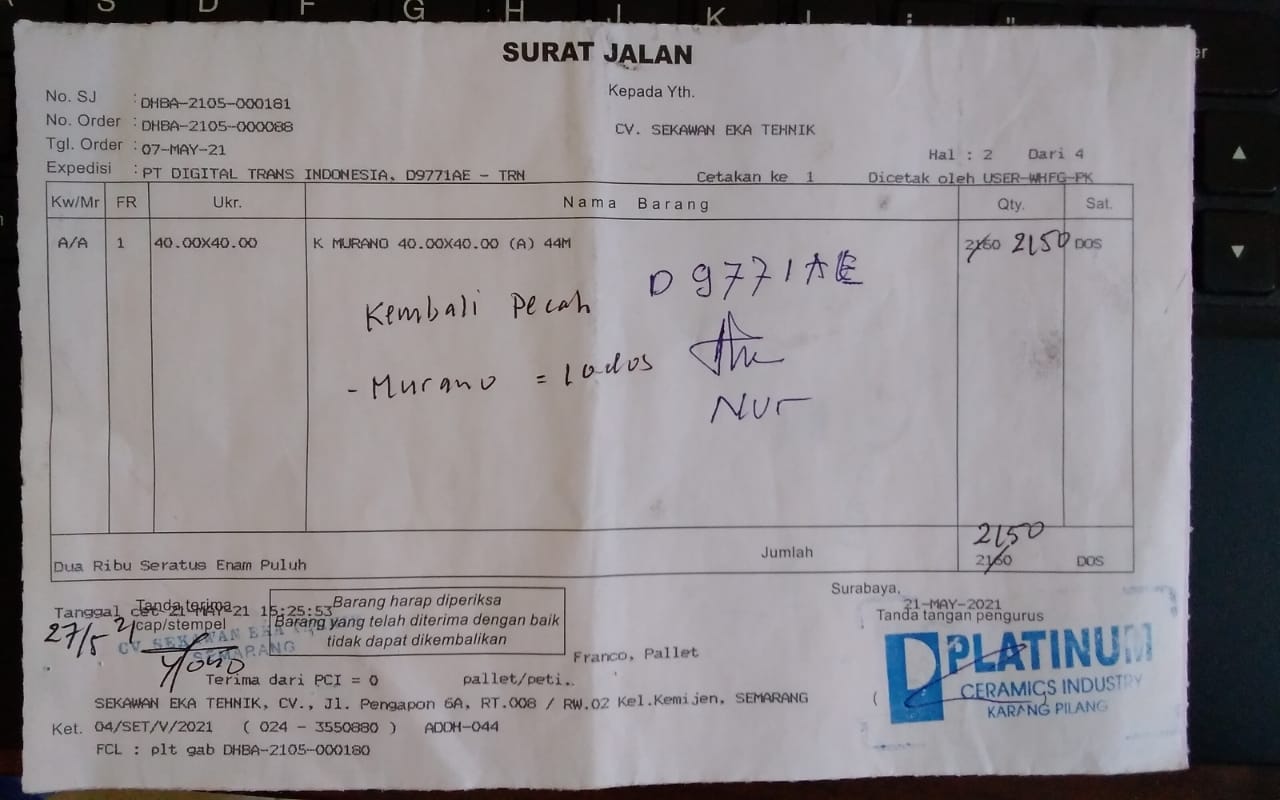 SURAT JALAN
No. SJ : DHBA-2105-000181
Kepada Yth.
No. Order : DHBA-2105-000088
CV. SEKAWAN EKA TEHNIK
Tgl. Order : 07-MAY-21
Hal : 2 Dari 4
Expedisi : PT DIGITAL TRANS INDONESIA, D9771AE - TRN
Cetakan ke 1 Dicetak oleh USER-WHFG-PK
Kw/Mr FR Ukr. Nama Barang Qty. Sat.
A/A 1 40.00X40.00 K MURANO 40.00X40.00 (A) 44M 2160 2150 DOS
D 9771AE
Kembali Pecah
- Murano = 10 dos
Nur
2150
Jumlah
Dua Ribu Seratus Enam Puluh 2160 DOS
Surabaya,
21-MAY-2021
Tanda tangan pengurus
Tanggal cet 21-MAY-21 15:25:53
Tanda terima
cap/stempel
27/5 21
CV. SEKAWAN EKA
SEMARANG
Yono
Barang harap diperiksa
Barang yang telah diterima dengan baik
tidak dapat dikembalikan
PLATINUM
CERAMICS INDUSTRY
KARANG PILANG
Franco, Pallet
Terima dari PCI = 0 pallet/peti.
SEKAWAN EKA TEHNIK, CV., Jl. Pengapon 6A, RT.008 / RW.02 Kel.Kemijen, SEMARANG (
Ket. 04/SET/V/2021 ( 024 - 3550880 ) ADDH-044
FCL : plt gab DHBA-2105-000180